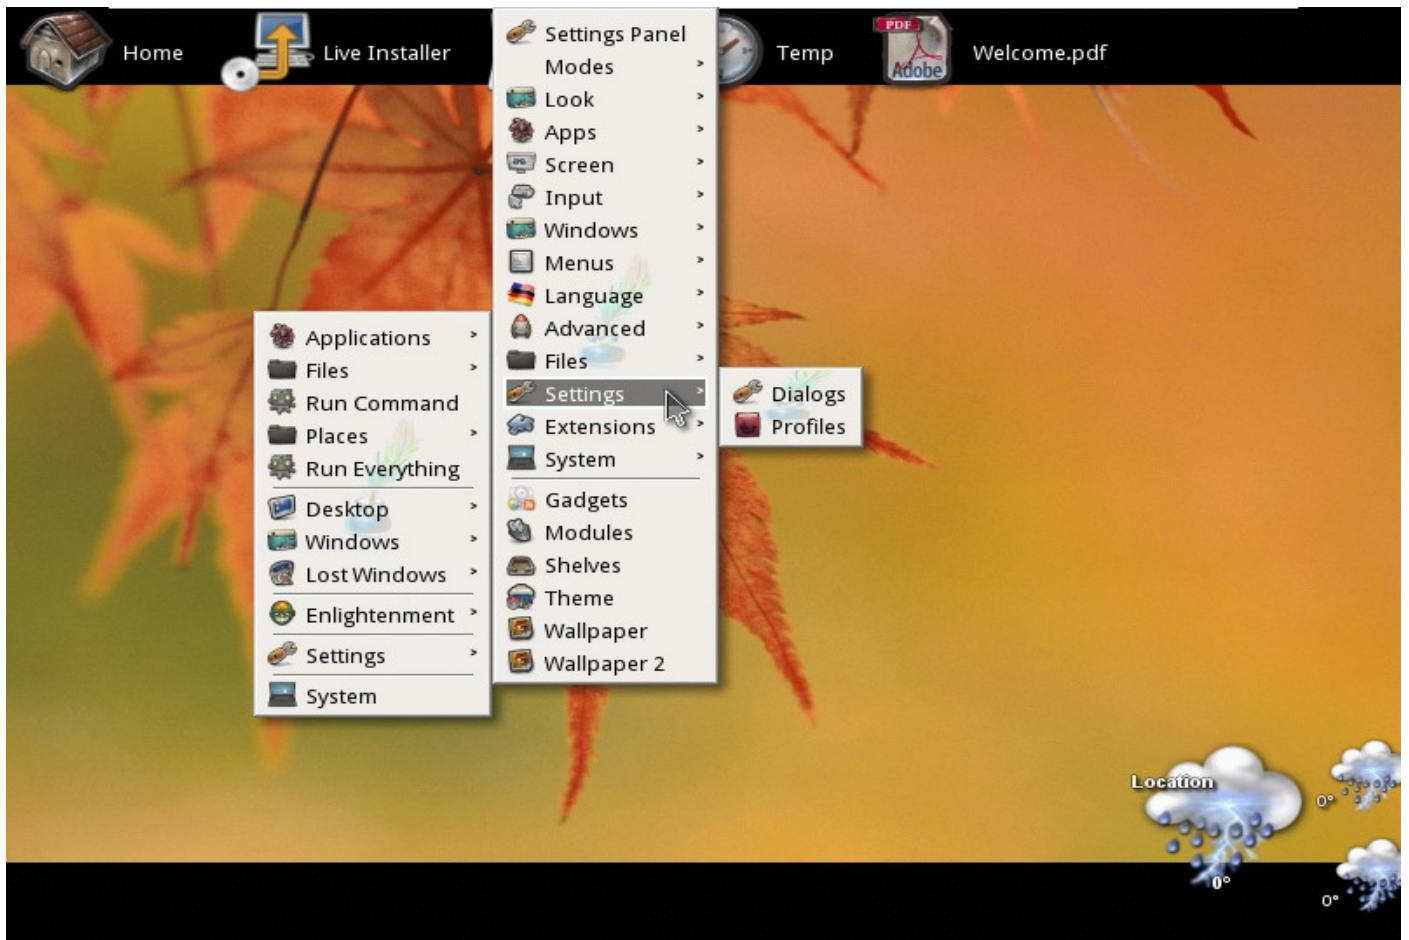 Home
Live Installer
Temp
PDF
Adobe
Welcome.pdf
Settings Panel
Modes
Look
Apps
Screen
Input
Windows
Menus
Language
Advanced
Files
Settings
Extensions
System
Gadgets
Modules
Shelves
Theme
Wallpaper
Wallpaper 2
Applications
Files
Run Command
Places
Run Everything
Desktop
Windows
Lost Windows
Enlightenment
Settings
System
Dialogs
Profiles
Location
0°
0°
0°